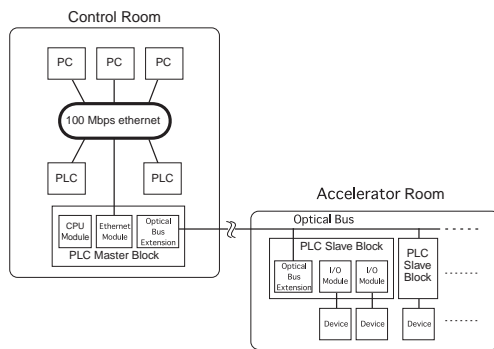 Control Room
PC
PC
PC
100 Mbps ethernet
PLC
PLC
CPU
Module
Ethernet
Module
Optical
Bus
Extension
PLC Master Block
Accelerator Room
Optical Bus
PLC Slave Block
Optical
Bus
Extension
I/O
Module
I/O
Module
PLC
Slave
Block
Device
Device
Device